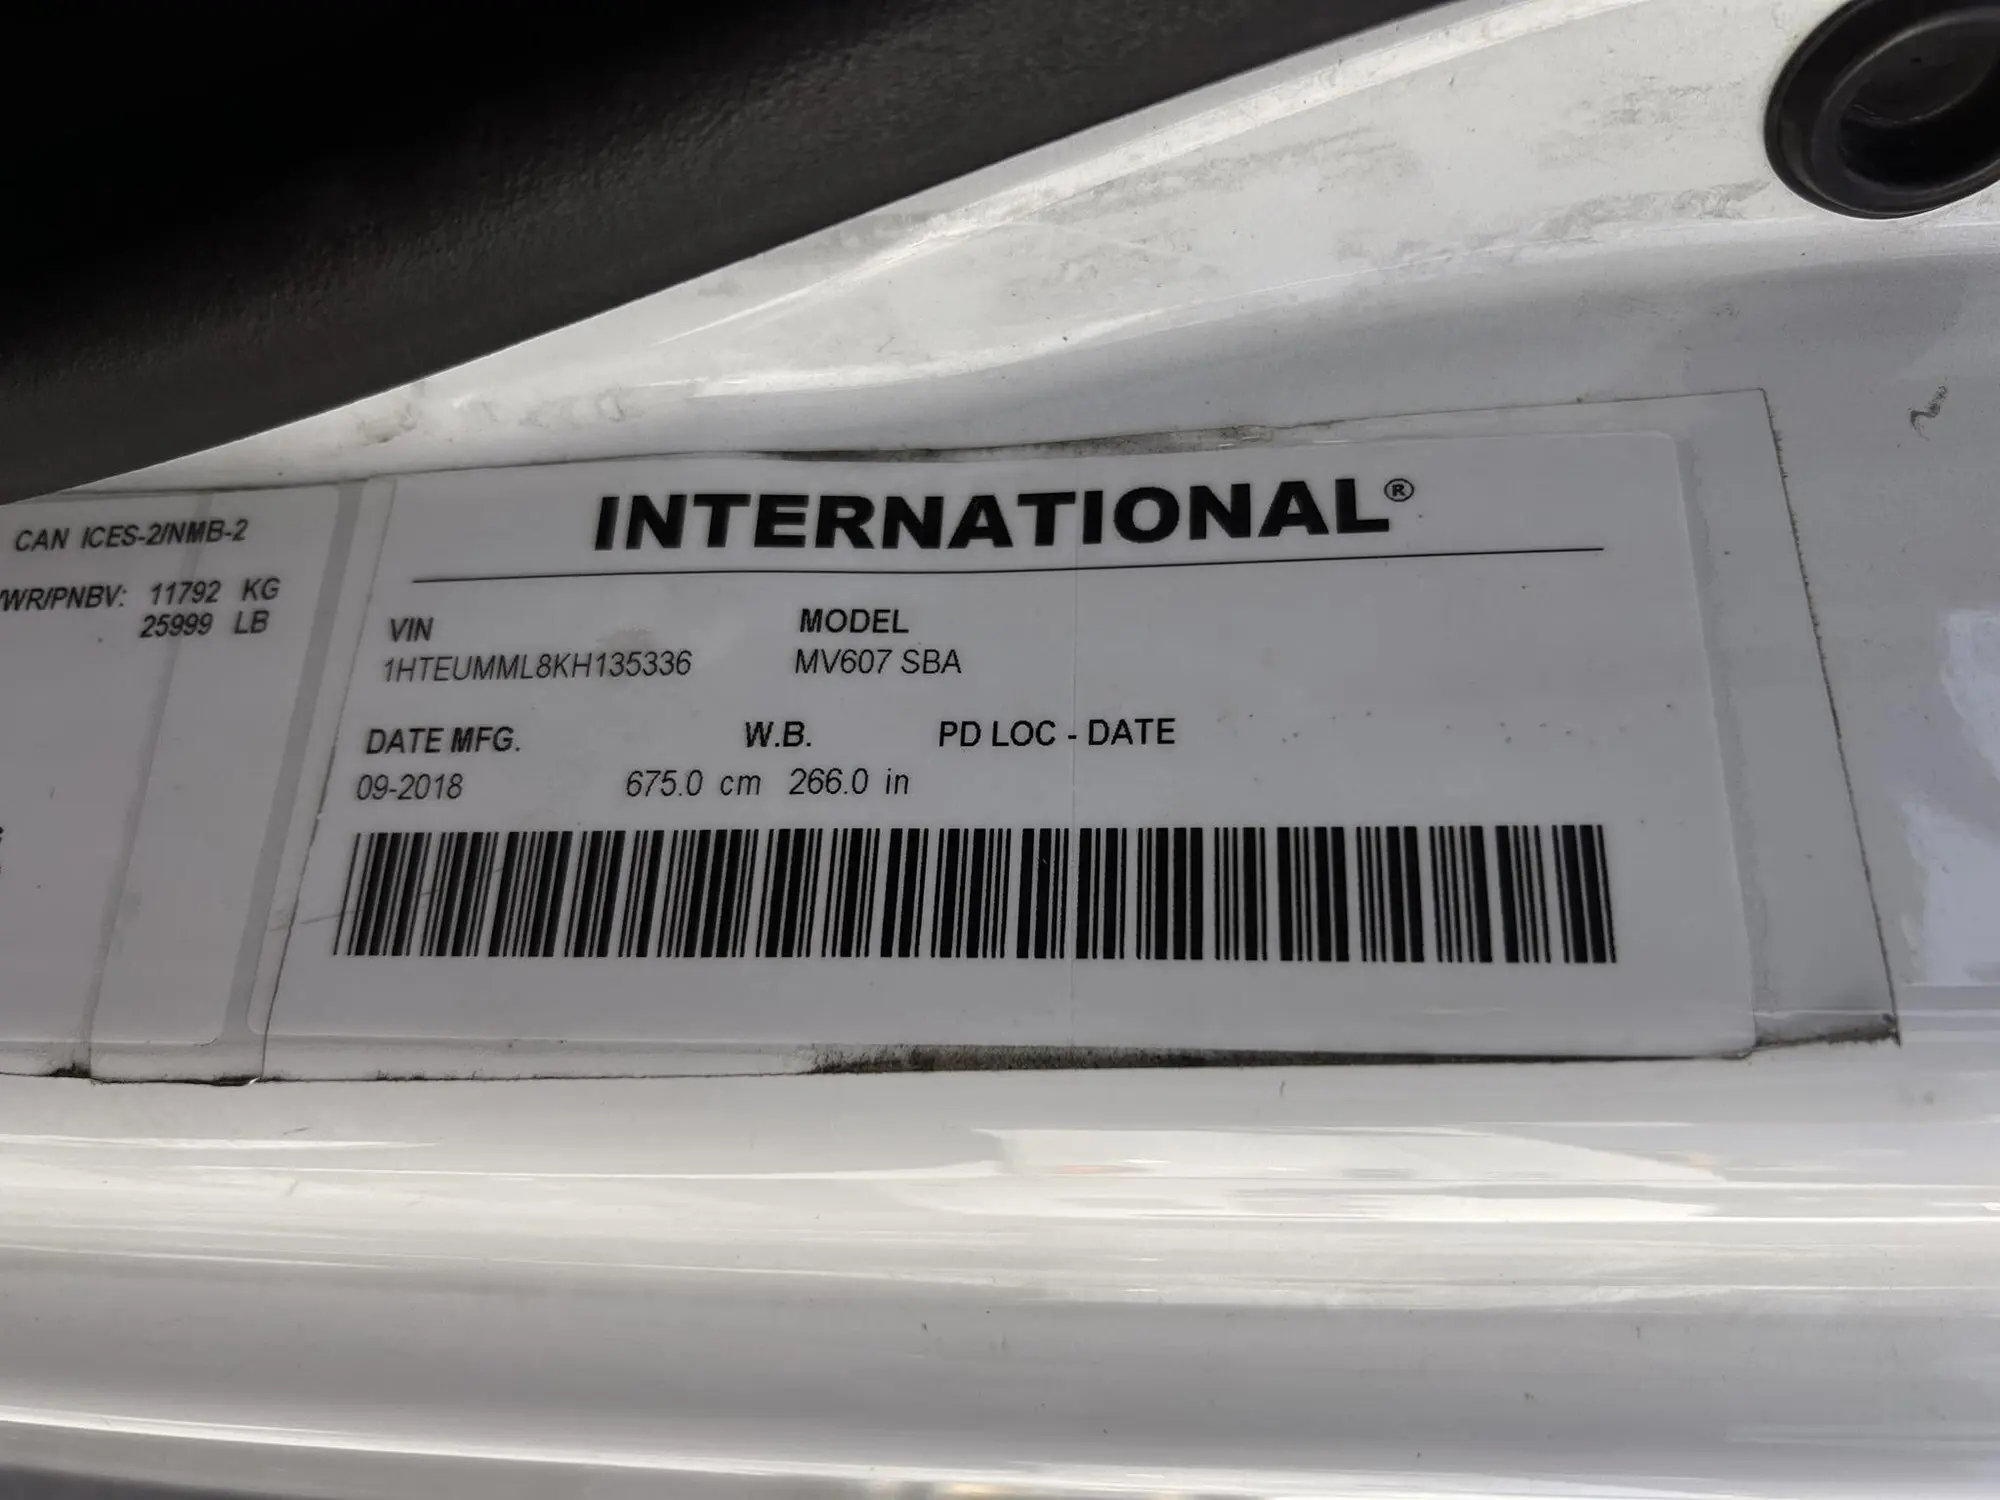 CAN ICES-2/NMB-2
WR/PNBV: 11792 KG
25999 LB
INTERNATIONAL®
VIN MODEL
1HTEUMML8KH135336 MV607 SBA
DATE MFG. W.B. PD LOC - DATE
09-2018 675.0 cm 266.0 in